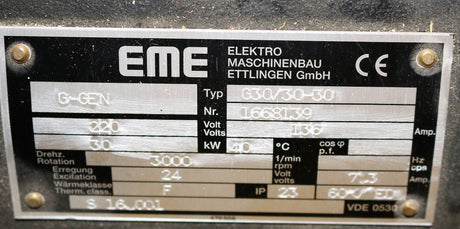 EME ELEKTRO
MASCHINENBAU
ETTLINGEN GmbH CE
G-GEN Typ G30/30-30
Nr. 1668139
220 Volt Volts 136 Amp.
30 kW 40 °C cos φ p.f.
Drehz. Rotation 3000 1/min rpm Hz cps
Erregung Excitation 24 Volt volts 7.3 Amp.
Wärmeklasse Therm. class. F IP 23
S 16.001 VDE 0530